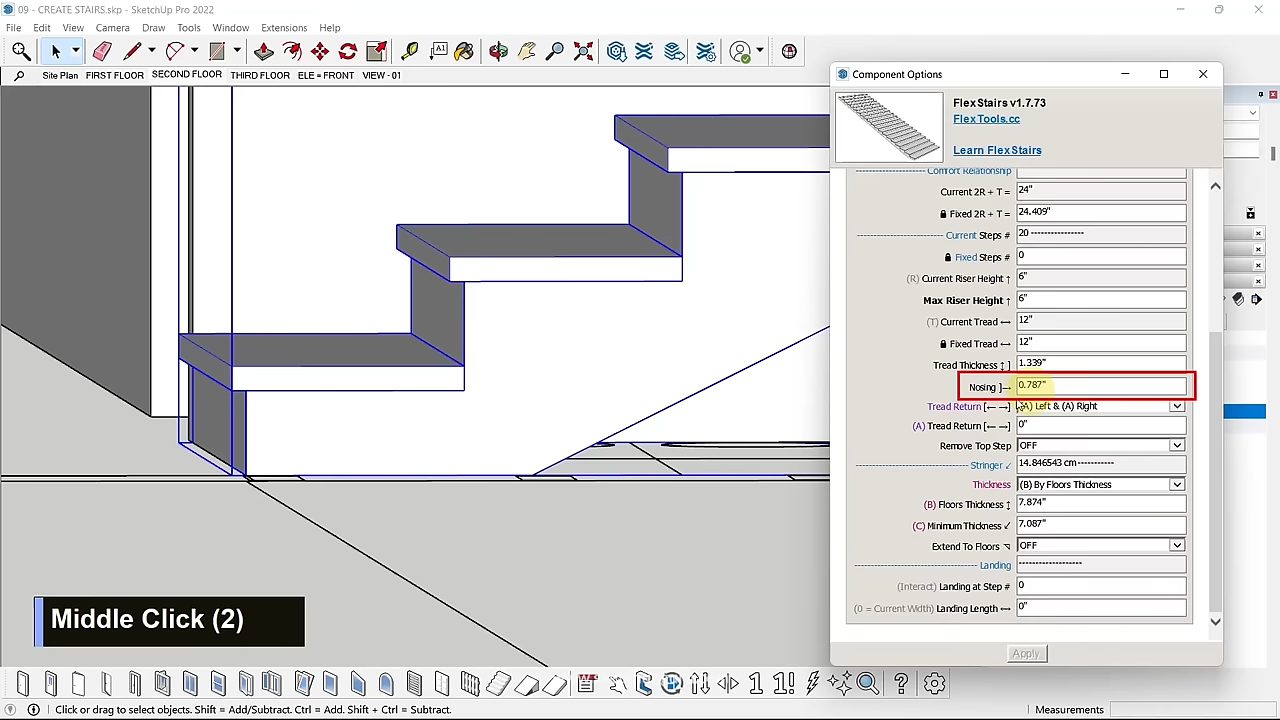 09 - CREATE STAIRS.skp - SketchUp Pro 2022
File Edit View Camera Draw Tools Window Extensions Help
Site Plan FIRST FLOOR SECOND FLOOR THIRD FLOOR ELE = FRONT VIEW - 01
Component Options
FlexStairs v1.7.73
FlexTools.cc
Learn FlexStairs
Comfort Relationship
Current 2R + T = 24"
Fixed 2R + T = 24.409"
Current Steps # 20 ----------------
Fixed Steps # 0
(R) Current Riser Height ↑ 6"
Max Riser Height ↑ 6"
(T) Current Tread ↔ 12"
Fixed Tread ↔ 12"
Tread Thickness ↕ ] 1.339"
Nosing ]→ 0.787"
Tread Return [←→] (A) Left & (A) Right
(A) Tread Return [←→] 0"
Remove Top Step OFF
Stringer ↙ 14.846543 cm-----------
Thickness (B) By Floors Thickness
(B) Floors Thickness ↕ 7.874"
(C) Minimum Thickness ↙ 7.087"
Extend To Floors OFF
Landing -------------------
(Interact) Landing at Step # 0
(0 = Current Width) Landing Length ↔ 0"
Apply
Middle Click (2)
Click or drag to select objects. Shift = Add/Subtract. Ctrl = Add. Shift + Ctrl = Subtract.
Measurements